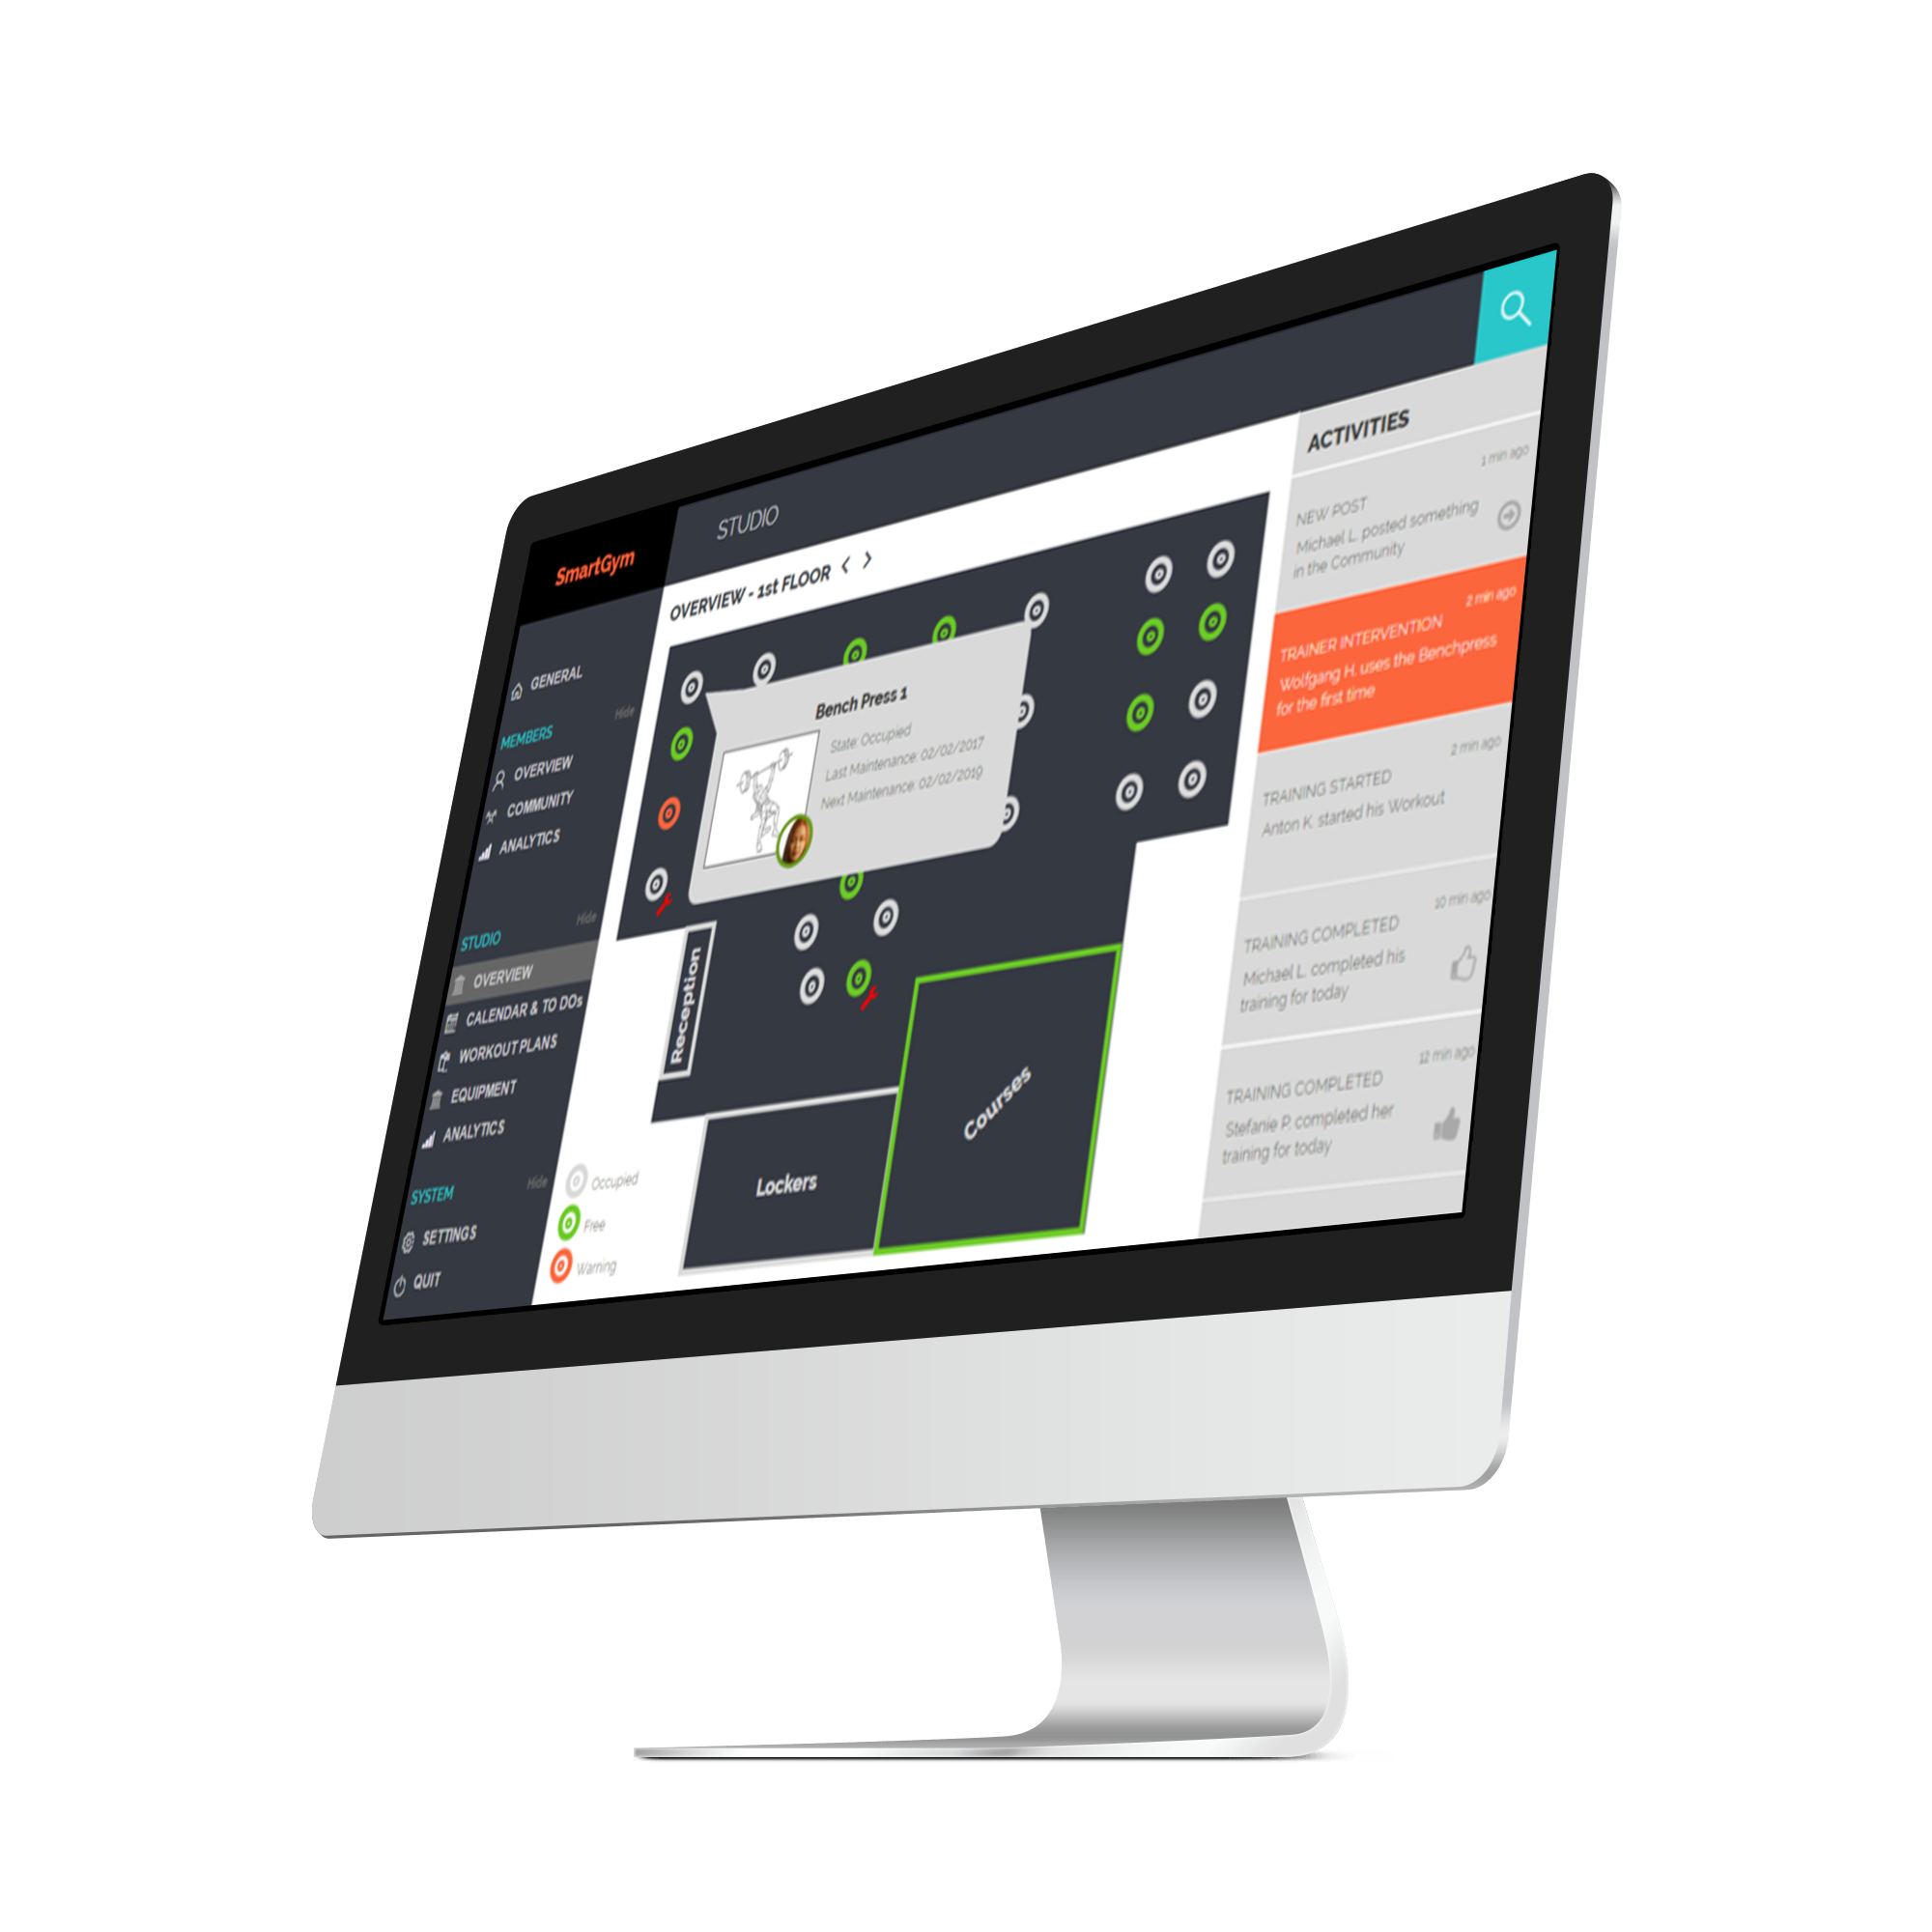 SmartGym
STUDIO
GENERAL
MEMBERS
Hide
OVERVIEW
COMMUNITY
ANALYTICS
STUDIO
Hide
OVERVIEW
CALENDAR & TO DOs
WORKOUT PLANS
EQUIPMENT
ANALYTICS
SYSTEM
Hide
SETTINGS
QUIT
OVERVIEW - 1st FLOOR
Bench Press 1
State: Occupied
Last Maintenance: 02/02/2017
Next Maintenance: 02/02/2019
Reception
Lockers
Courses
Occupied
Free
Warning
ACTIVITIES
1 min ago
NEW POST
Michael L. posted something
in the Community
2 min ago
TRAINER INTERVENTION
Wolfgang H. uses the Benchpress
for the first time
2 min ago
TRAINING STARTED
Anton K. started his Workout
10 min ago
TRAINING COMPLETED
Michael L. completed his
training for today
12 min ago
TRAINING COMPLETED
Stefanie P. completed her
training for today